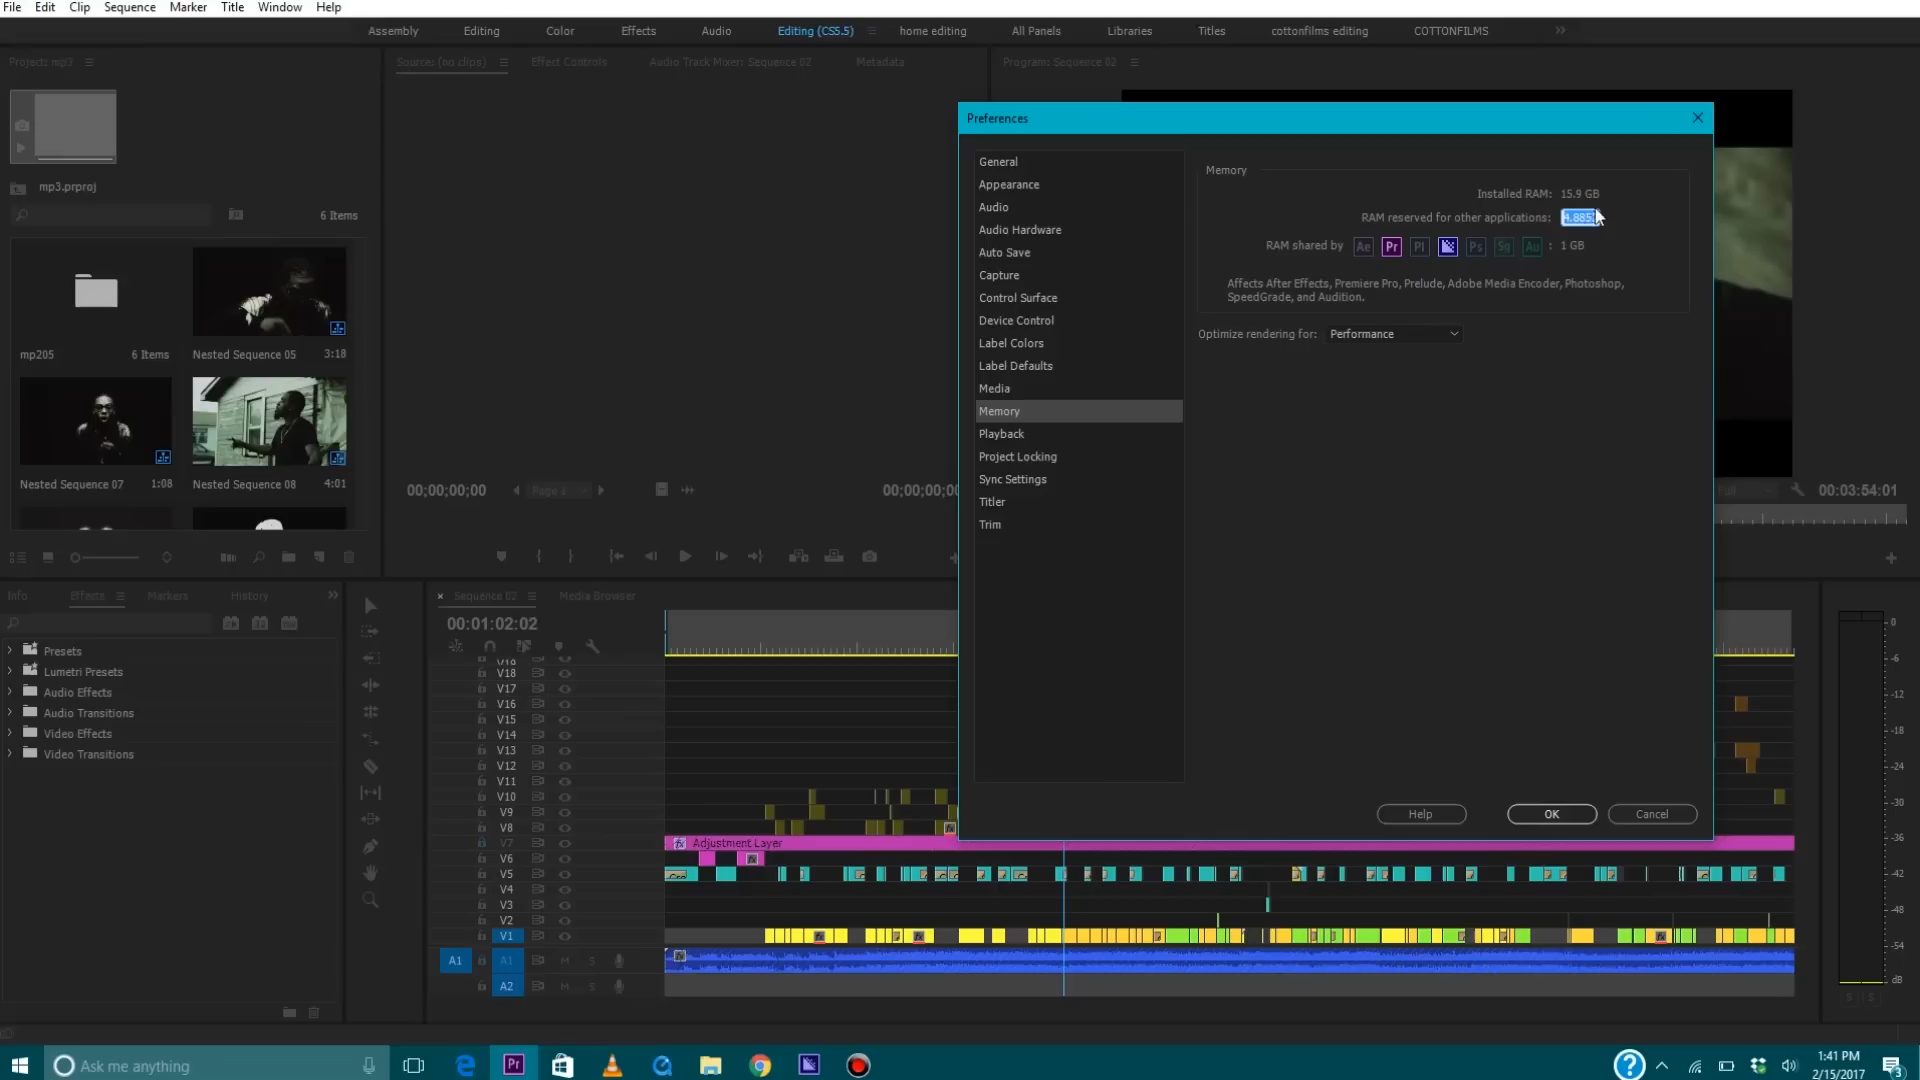 File Edit Clip Sequence Marker Title Window Help
Assembly Editing Color Effects Audio Editing (CS5.5) home editing All Panels Libraries Titles cottonfilms editing COTTONFILMS
Project: mp3
Source: (no clips) Effect Controls Audio Track Mixer: Sequence 02 Metadata
Program: Sequence 02
mp3.prproj
6 Items
mp205 6 Items
Nested Sequence 05 3:18
Nested Sequence 07 1:08
Nested Sequence 08 4:01
00;00;00;00
Page 1
00;00;00;00
Full
00:03:54:01
Preferences
General
Appearance
Audio
Audio Hardware
Auto Save
Capture
Control Surface
Device Control
Label Colors
Label Defaults
Media
Memory
Playback
Project Locking
Sync Settings
Titler
Trim
Memory
Installed RAM: 15.9 GB
RAM reserved for other applications:
RAM shared by Ae Pr Pl Ps Sg Au : 1 GB
Affects After Effects, Premiere Pro, Prelude, Adobe Media Encoder, Photoshop,
SpeedGrade, and Audition.
Optimize rendering for: Performance
Help OK Cancel
Info Effects Markers History
Presets
Lumetri Presets
Audio Effects
Audio Transitions
Video Effects
Video Transitions
Sequence 02 Media Browser
00:01:02:02
V19
V18
V17
V16
V15
V14
V13
V12
V11
V10
V9
V8
V7 fx Adjustment Layer
V6
V5
V4
V3
V2
V1
A1 A1 M S
A2 M S
0
-6
-12
-18
-24
-30
-36
-42
-48
-54
dB
S S
Ask me anything
Pr
1:41 PM
2/15/2017
3